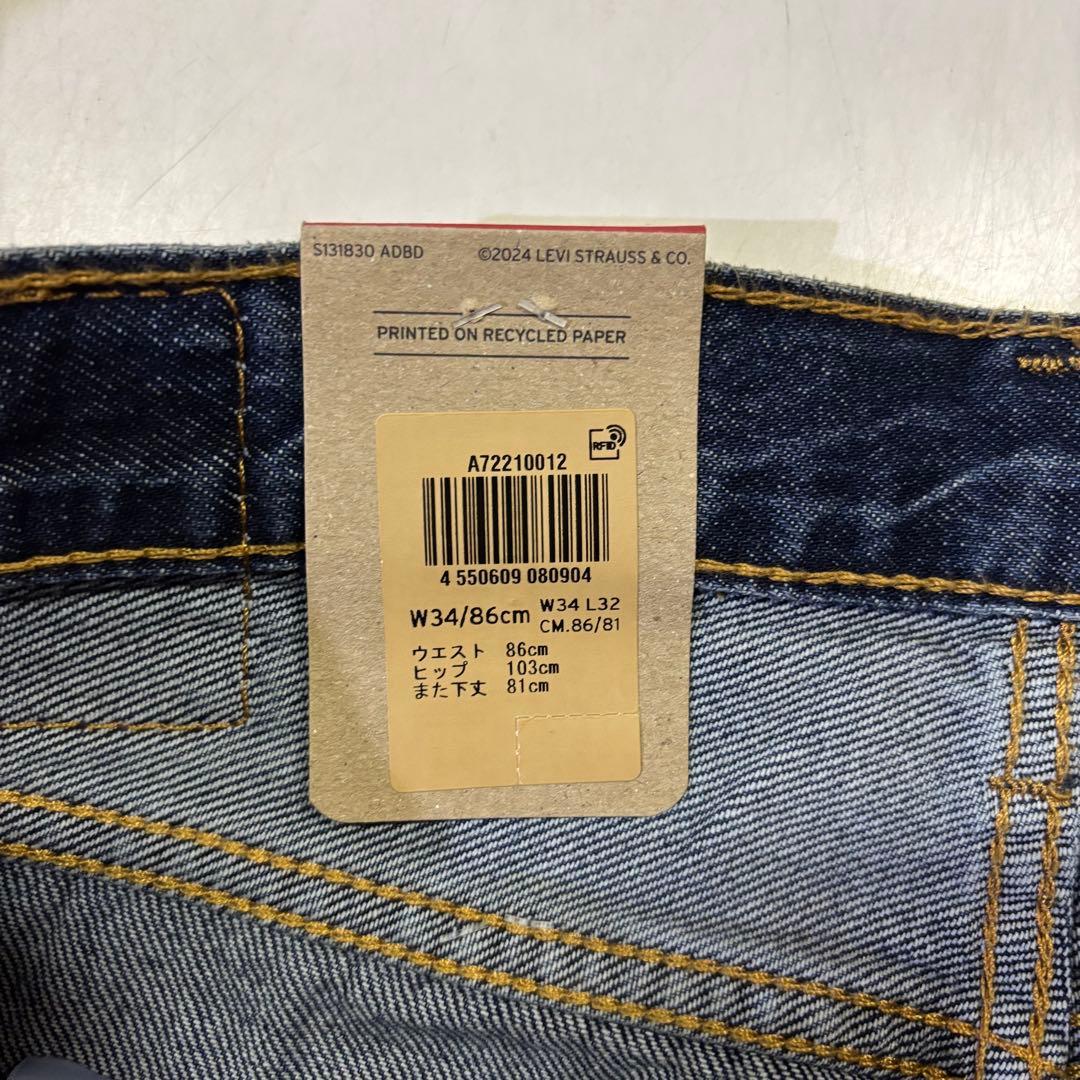 S131830 ADBD ©2024 LEVI STRAUSS & CO.
PRINTED ON RECYCLED PAPER
RFID
A72210012
4 550609 080904
W34/86cm W34 L32
CM.86/81
ウエスト 86cm
ヒップ 103cm
また下丈 81cm